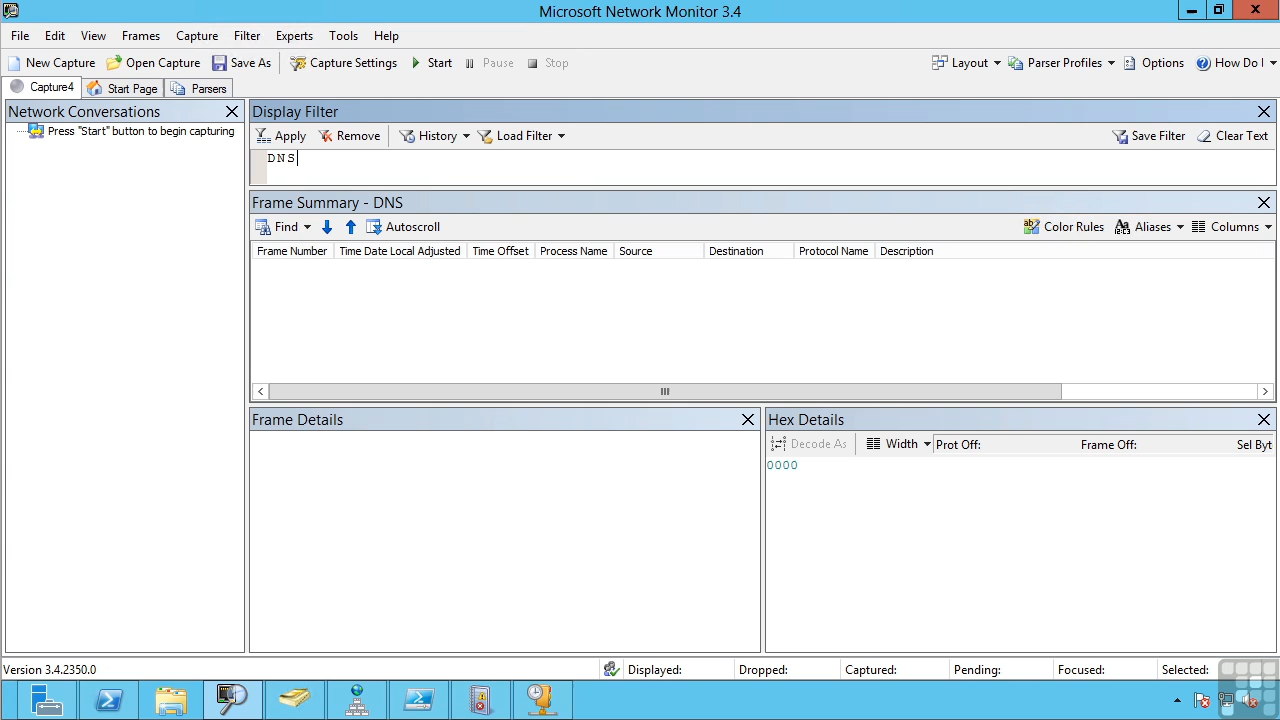 Microsoft Network Monitor 3.4
File Edit View Frames Capture Filter Experts Tools Help
New Capture Open Capture Save As Capture Settings Start Pause Stop Layout Parser Profiles Options How Do I
Capture4 Start Page Parsers
Network Conversations
Press "Start" button to begin capturing
Display Filter
Apply Remove History Load Filter Save Filter Clear Text
DNS
Frame Summary - DNS
Find Autoscroll Color Rules Aliases Columns
Frame Number Time Date Local Adjusted Time Offset Process Name Source Destination Protocol Name Description
Frame Details
Hex Details
Decode As Width Prot Off: Frame Off: Sel Byt
0000
Version 3.4.2350.0 Displayed: Dropped: Captured: Pending: Focused: Selected: